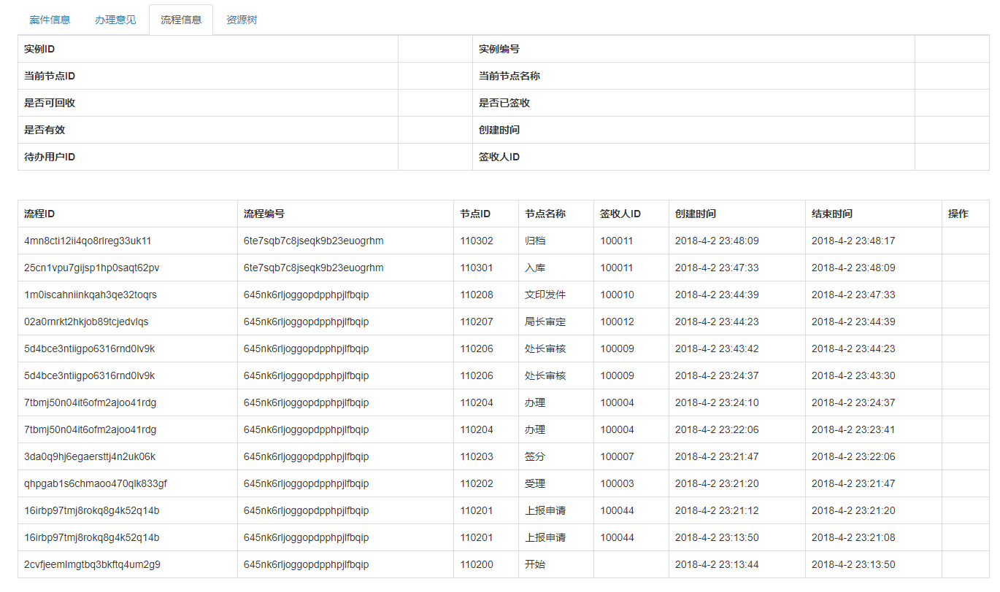 案件信息 办理意见 流程信息 资源树
实例ID 实例编号
当前节点ID 当前节点名称
是否可回收 是否已签收
是否有效 创建时间
待办用户ID 签收人ID
流程ID 流程编号 节点ID 节点名称 签收人ID 创建时间 结束时间 操作
4mn8cti12ii4qo8rlreg33uk11 6te7sqb7c8jseqk9b23euogrhm 110302 归档 100011 2018-4-2 23:48:09 2018-4-2 23:48:17
25cn1vpu7gijsp1hp0saqt62pv 6te7sqb7c8jseqk9b23euogrhm 110301 入库 100011 2018-4-2 23:47:33 2018-4-2 23:48:09
1m0iscahniinkqah3qe32toqrs 645nk6rljoggopdpphpjlfbqip 110208 文印发件 100010 2018-4-2 23:44:39 2018-4-2 23:47:33
02a0rnrkt2hkjob89tcjedvlqs 645nk6rljoggopdpphpjlfbqip 110207 局长审定 100012 2018-4-2 23:44:23 2018-4-2 23:44:39
5d4bce3ntiigpo6316rnd0lv9k 645nk6rljoggopdpphpjlfbqip 110206 处长审核 100009 2018-4-2 23:43:42 2018-4-2 23:44:23
5d4bce3ntiigpo6316rnd0lv9k 645nk6rljoggopdpphpjlfbqip 110206 处长审核 100009 2018-4-2 23:24:37 2018-4-2 23:43:30
7tbmj50n04it6ofm2ajoo41rdg 645nk6rljoggopdpphpjlfbqip 110204 办理 100004 2018-4-2 23:24:10 2018-4-2 23:24:37
7tbmj50n04it6ofm2ajoo41rdg 645nk6rljoggopdpphpjlfbqip 110204 办理 100004 2018-4-2 23:22:06 2018-4-2 23:23:41
3da0q9hj6egaersttj4n2uk06k 645nk6rljoggopdpphpjlfbqip 110203 签分 100007 2018-4-2 23:21:47 2018-4-2 23:22:06
qhpgab1s6chmaoo470qlk833gf 645nk6rljoggopdpphpjlfbqip 110202 受理 100003 2018-4-2 23:21:20 2018-4-2 23:21:47
16irbp97tmj8rokq8g4k52q14b 645nk6rljoggopdpphpjlfbqip 110201 上报申请 100044 2018-4-2 23:21:12 2018-4-2 23:21:20
16irbp97tmj8rokq8g4k52q14b 645nk6rljoggopdpphpjlfbqip 110201 上报申请 100044 2018-4-2 23:13:50 2018-4-2 23:21:08
2cvfjeemlmgtbq3bkftq4um2g9 645nk6rljoggopdpphpjlfbqip 110200 开始 2018-4-2 23:13:44 2018-4-2 23:13:50